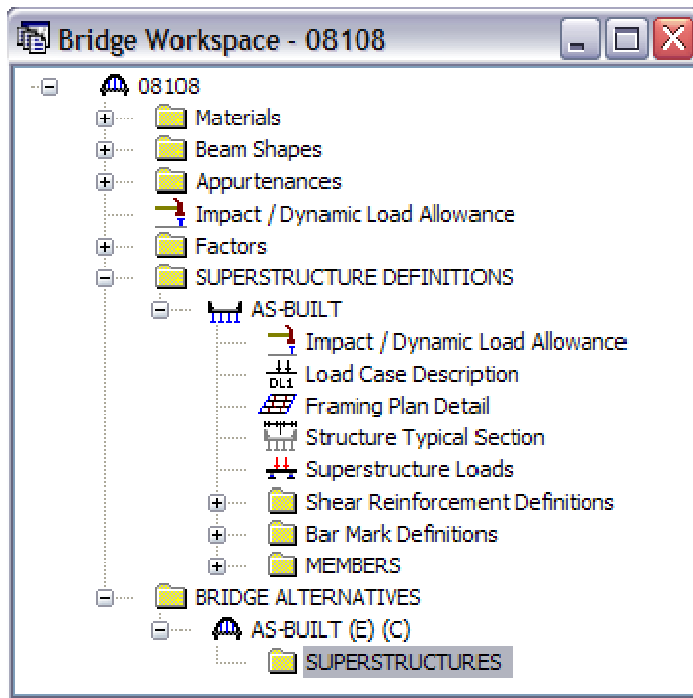 Bridge Workspace - 08108
08108
Materials
Beam Shapes
Appurtenances
Impact / Dynamic Load Allowance
Factors
SUPERSTRUCTURE DEFINITIONS
AS-BUILT
Impact / Dynamic Load Allowance
DL1 Load Case Description
Framing Plan Detail
Structure Typical Section
Superstructure Loads
Shear Reinforcement Definitions
Bar Mark Definitions
MEMBERS
BRIDGE ALTERNATIVES
AS-BUILT (E) (C)
SUPERSTRUCTURES